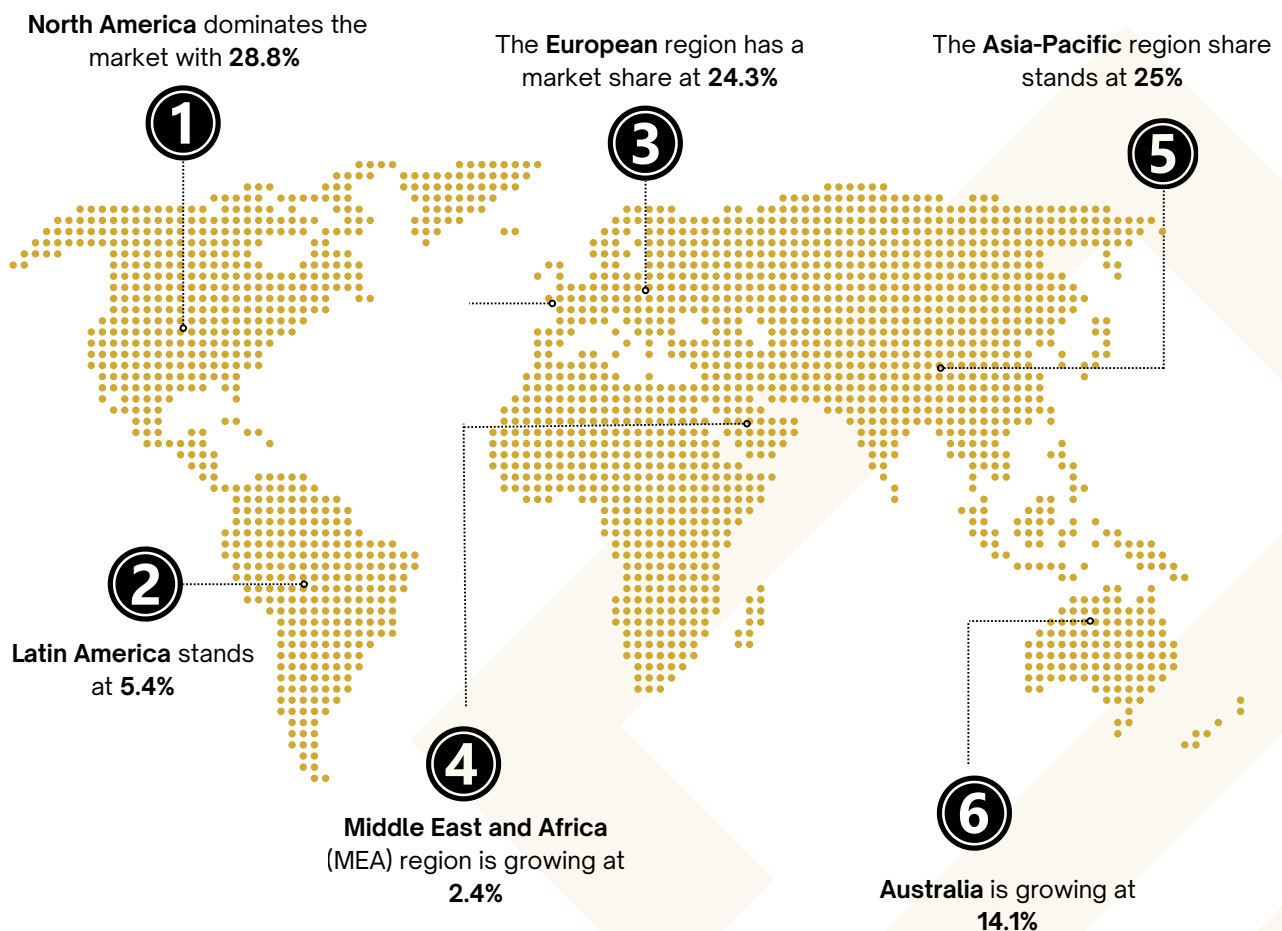 North America dominates the
market with 28.8%
1
The European region has a
market share at 24.3%
3
The Asia-Pacific region share
stands at 25%
5
2
Latin America stands
at 5.4%
4
Middle East and Africa
(MEA) region is growing at
2.4%
6
Australia is growing at
14.1%